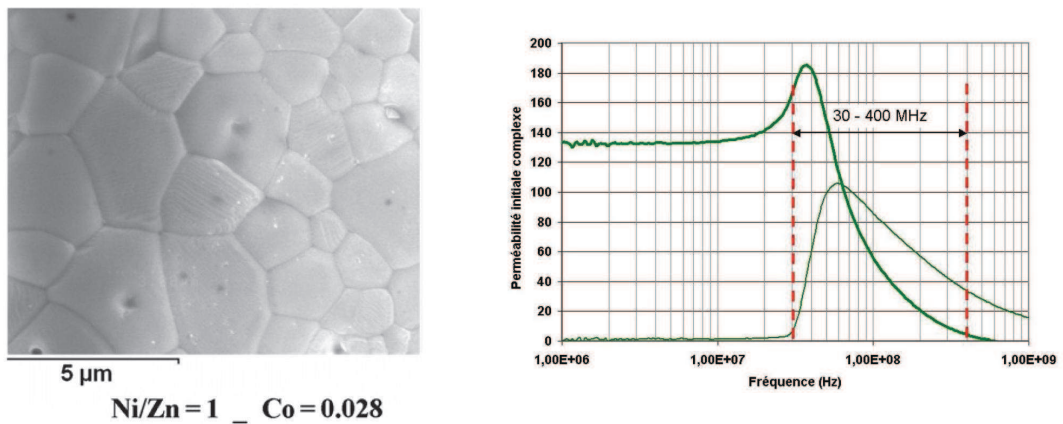 5 µm
Ni/Zn = 1 _ Co = 0.028
Perméabilité initiale complexe
200
180
160
140
120
100
80
60
40
20
0
30 - 400 MHz
1,00E+06 1,00E+07 1,00E+08 1,00E+09
Fréquence (Hz)